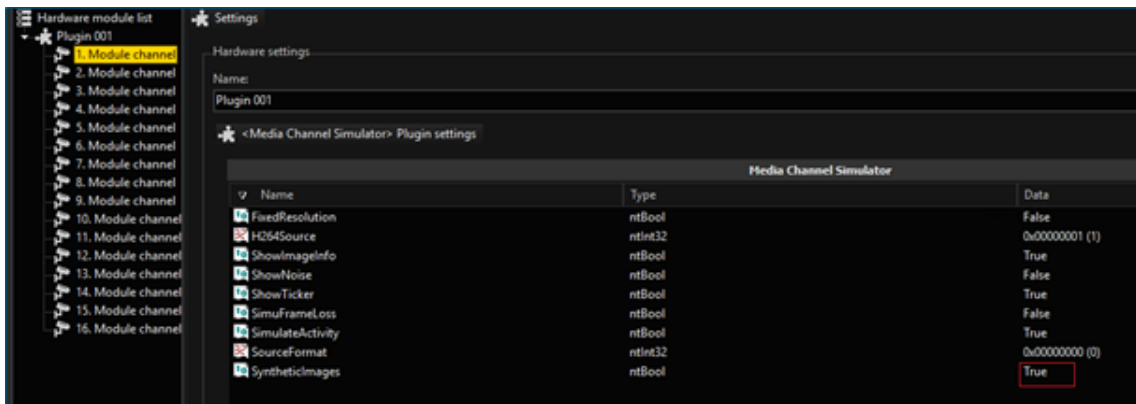 Hardware module list
Plugin 001
1. Module channel
2. Module channel
3. Module channel
4. Module channel
5. Module channel
6. Module channel
7. Module channel
8. Module channel
9. Module channel
10. Module channel
11. Module channel
12. Module channel
13. Module channel
14. Module channel
15. Module channel
16. Module channel
Settings
Hardware settings
Name:
Plugin 001
<Media Channel Simulator> Plugin settings
Media Channel Simulator
Name Type Data
FixedResolution ntBool False
H264Source ntInt32 0x00000001 (1)
ShowImageInfo ntBool True
ShowNoise ntBool False
ShowTicker ntBool True
SimuFrameLoss ntBool False
SimulateActivity ntBool True
SourceFormat ntInt32 0x00000000 (0)
SyntheticImages ntBool True